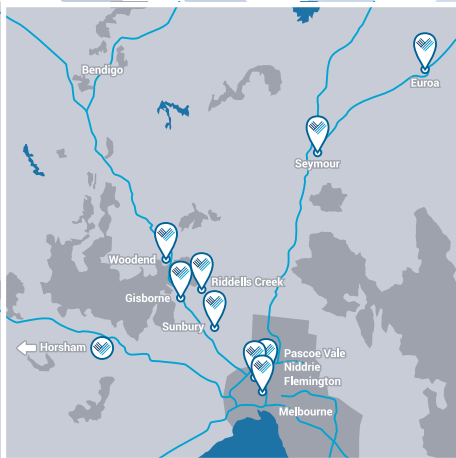 Bendigo
Euroa
Seymour
Woodend
Riddells Creek
Gisborne
Sunbury
Horsham
Pascoe Vale
Niddrie
Flemington
Melbourne